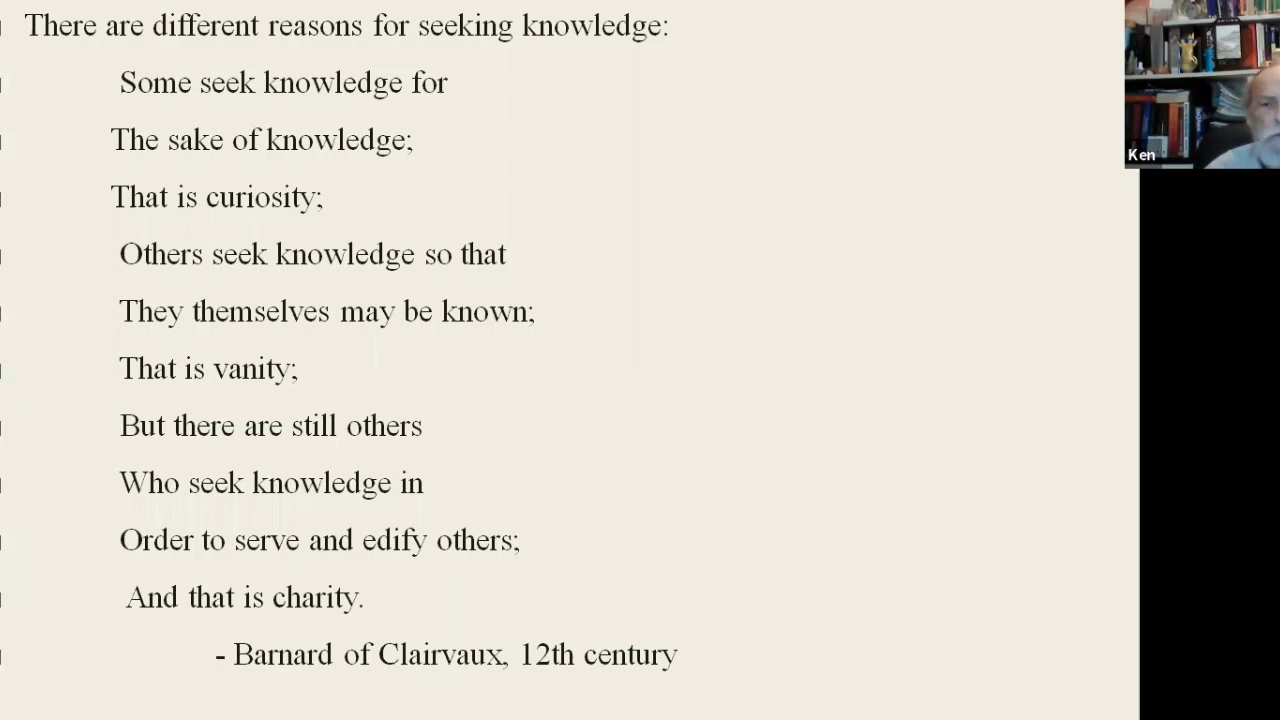 There are different reasons for seeking knowledge:
Some seek knowledge for
The sake of knowledge;
That is curiosity;
Others seek knowledge so that
They themselves may be known;
That is vanity;
But there are still others
Who seek knowledge in
Order to serve and edify others;
And that is charity.
- Barnard of Clairvaux, 12th century
Ken